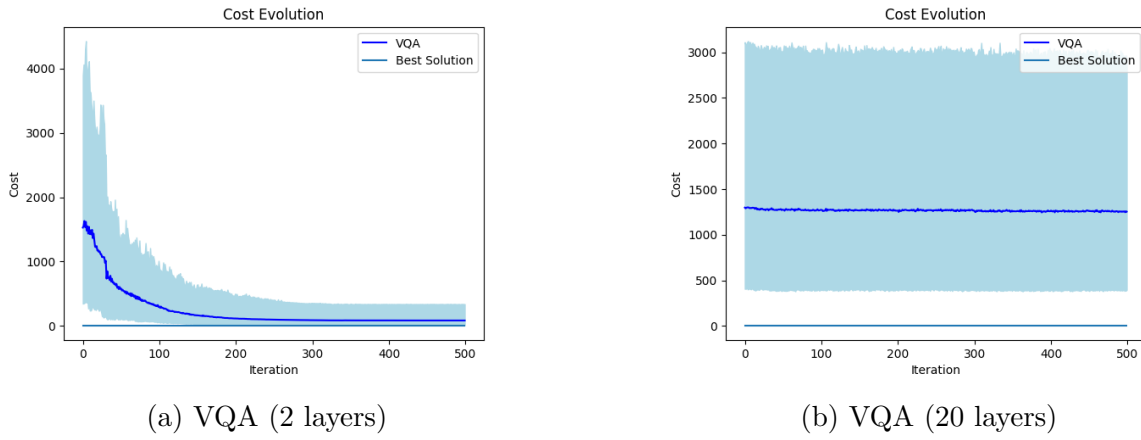 Cost Evolution
VQA
Best Solution
4000
3000
2000
1000
0
Cost
0 100 200 300 400 500
Iteration
(a) VQA (2 layers)
Cost Evolution
VQA
Best Solution
3000
2500
2000
1500
1000
500
0
Cost
0 100 200 300 400 500
Iteration
(b) VQA (20 layers)